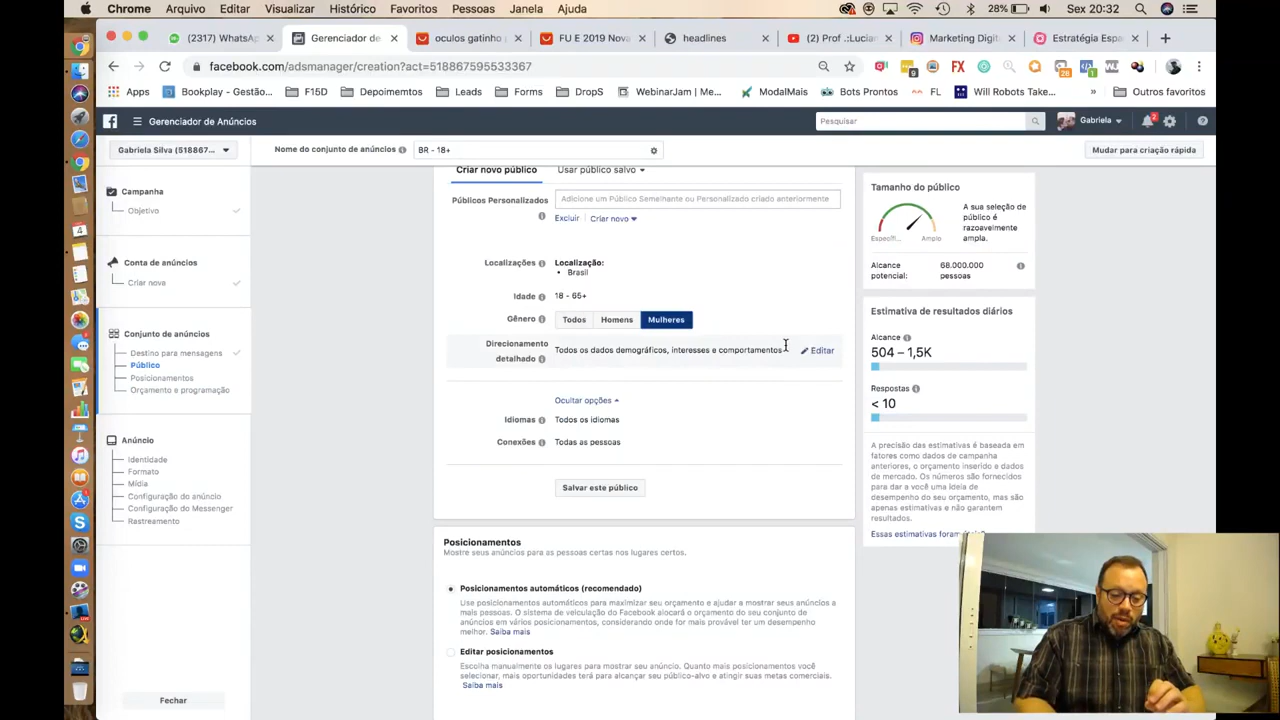 Chrome Arquivo Editar Visualizar Histórico Favoritos Pessoas Janela Ajuda 28% Sex 20:32
(2317) WhatsA Gerenciador de oculos gatinho FU E 2019 Nova headlines (2) Prof .:Lucian Marketing Digit Estratégia Esp
facebook.com/adsmanager/creation?act=518867595533367
Apps Bookplay - Gestão... F15D Depoimemtos Leads Forms DropS WebinarJam | Me... ModalMais Bots Pronto FL Will Robots Take... » Outros favoritos
Gerenciador de Anúncios Pesquisar Gabriela 2
Gabriela Silva (518867... Nome do conjunto de anúncios BR - 18+ Mudar para criação rápida
Campanha
Objetivo
Conta de anúncios
Criar nova
Conjunto de anúncios
Destino para mensagens
Público
Posicionamentos
Orçamento e programação
Anúncio
Identidade
Formato
Mídia
Configuração do anúncio
Configuração do Messenger
Rastreamento
Fechar
Criar novo público Usar público salvo
Públicos Personalizados Adicione um Público Semelhante ou Personalizado criado anteriormente
Excluir Criar novo
Localizações Localização:
• Brasil
Idade 18 - 65+
Gênero Todos Homens Mulheres
Direcionamento detalhado Todos os dados demográficos, interesses e comportamentos Editar
Ocultar opções
Idiomas Todos os idiomas
Conexões Todas as pessoas
Salvar este público
Posicionamentos
Mostre seus anúncios para as pessoas certas nos lugares certos.
Posicionamentos automáticos (recomendado)
Use posicionamentos automáticos para maximizar seu orçamento e ajudar a mostrar seus anúncios a
mais pessoas. O sistema de veiculação do Facebook alocará o orçamento do seu conjunto de
anúncios em vários posicionamentos, considerando onde for mais provável ter um desempenho
melhor. Saiba mais
Editar posicionamentos
Escolha manualmente os lugares para mostrar seu anúncio. Quanto mais posicionamentos você
selecionar, mais oportunidades terá para alcançar seu público-alvo e atingir suas metas comerciais.
Saiba mais
Tamanho do público
A sua seleção
de público é
razoavelmente
ampla.
Específi... Amplo
Alcance potencial: 68.000.000 pessoas
Estimativa de resultados diários
Alcance
504 – 1,5K
Respostas
< 10
A precisão das estimativas é baseada em
fatores como dados de campanha
anteriores, o orçamento inserido e dados
de mercado. Os números são fornecidos
para dar a você uma ideia de
desempenho do seu orçamento, mas são
apenas estimativas e não garantem
resultados.
Essas estimativas foram